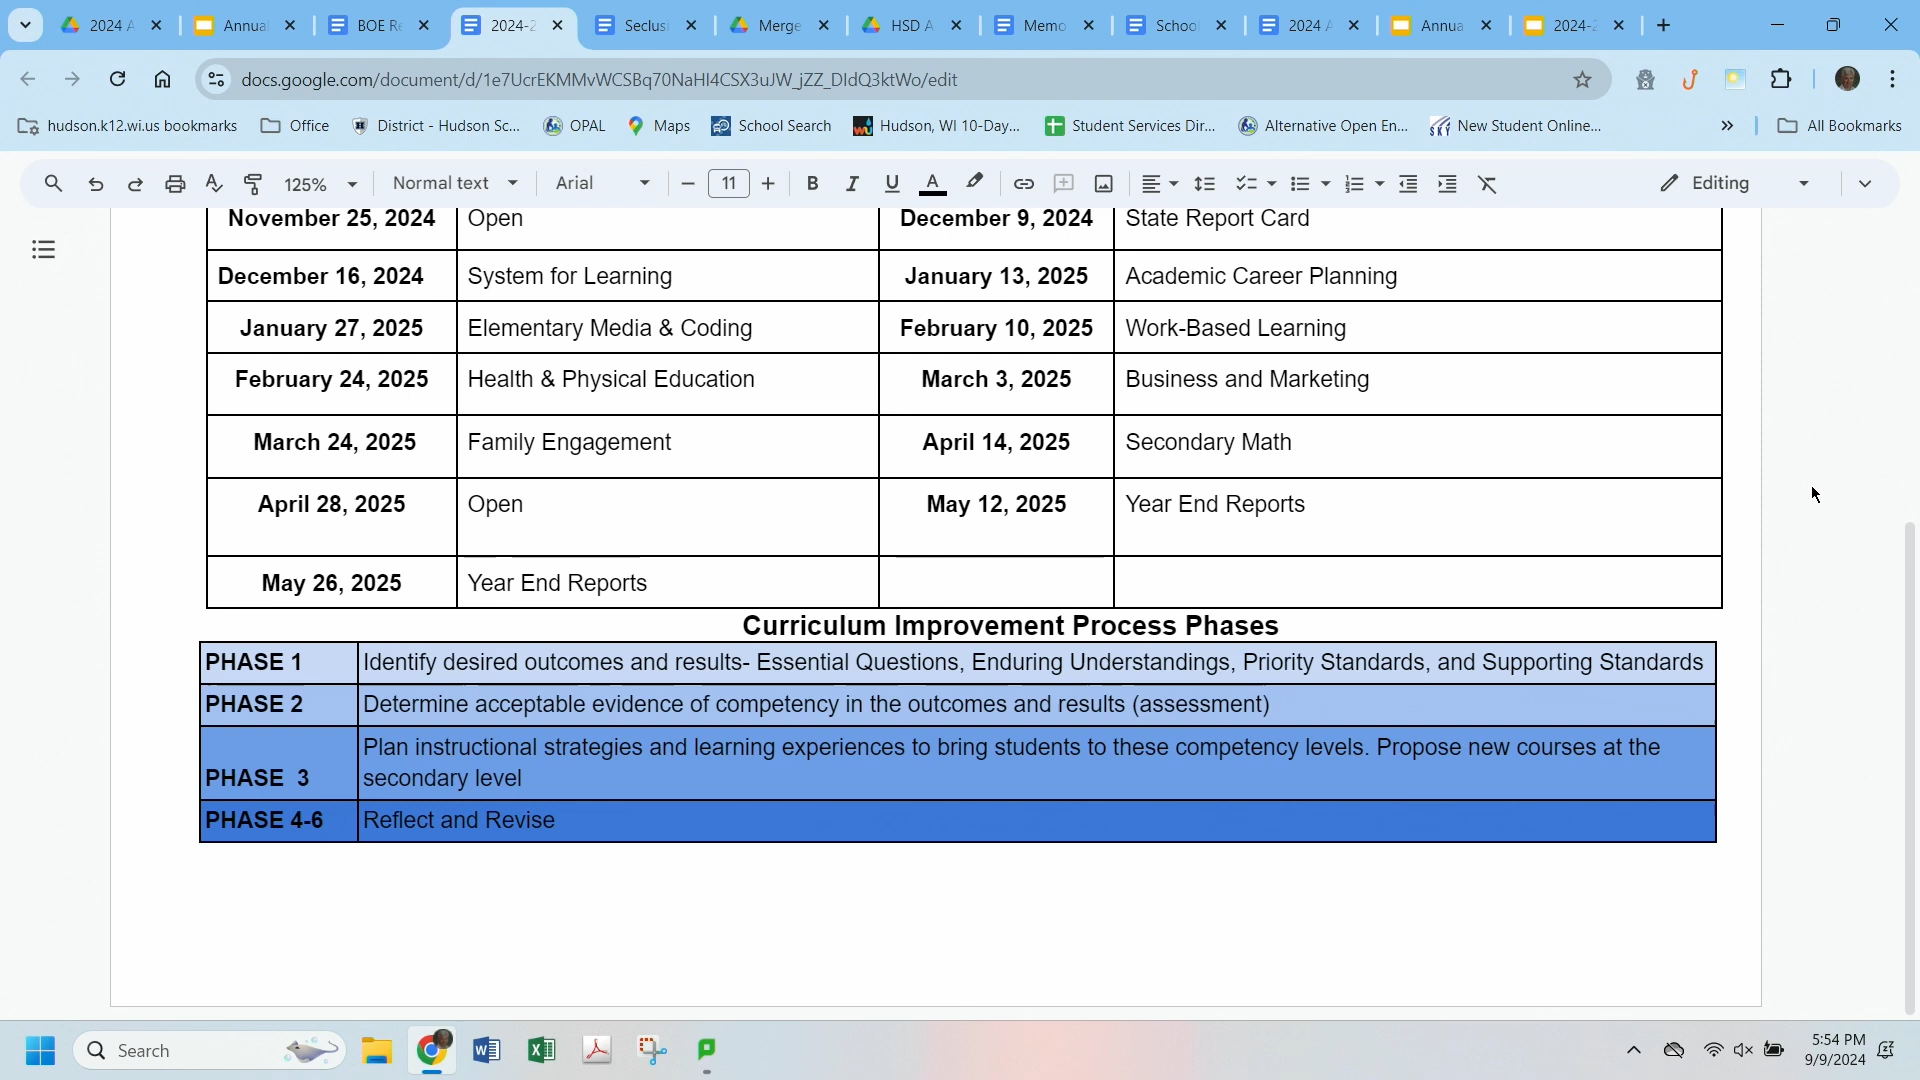 2024 A
Annual
BOE Re
2024-2
Seclusi
Merge
HSD A
Memo
School
2024 A
Annua
2024-2
docs.google.com/document/d/1e7UcrEKMMvWCSBq70NaHI4CSX3uJW_jZZ_DIdQ3ktWo/edit
hudson.k12.wi.us bookmarks
Office
District - Hudson Sc...
OPAL
Maps
School Search
Hudson, WI 10-Day...
Student Services Dir...
Alternative Open En...
New Student Online...
All Bookmarks
125%
Normal text
Arial
11
Editing
November 25, 2024 Open December 9, 2024 State Report Card
December 16, 2024 System for Learning January 13, 2025 Academic Career Planning
January 27, 2025 Elementary Media & Coding February 10, 2025 Work-Based Learning
February 24, 2025 Health & Physical Education March 3, 2025 Business and Marketing
March 24, 2025 Family Engagement April 14, 2025 Secondary Math
April 28, 2025 Open May 12, 2025 Year End Reports
May 26, 2025 Year End Reports
Curriculum Improvement Process Phases
PHASE 1 Identify desired outcomes and results- Essential Questions, Enduring Understandings, Priority Standards, and Supporting Standards
PHASE 2 Determine acceptable evidence of competency in the outcomes and results (assessment)
Plan instructional strategies and learning experiences to bring students to these competency levels. Propose new courses at the
PHASE 3 secondary level
PHASE 4-6 Reflect and Revise
Search
5:54 PM
9/9/2024